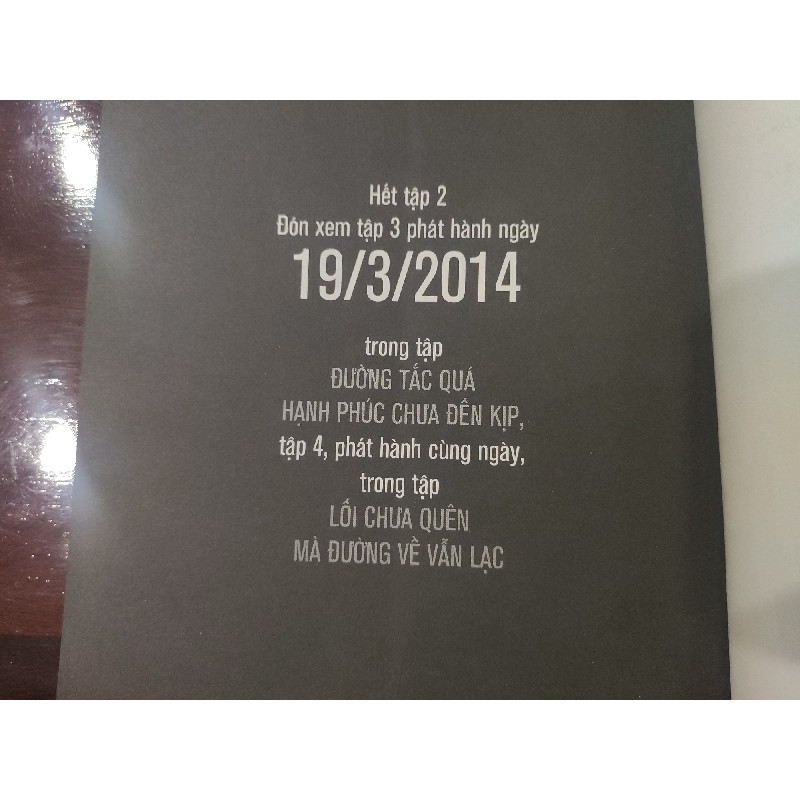 Hết tập 2
Đón xem tập 3 phát hành ngày
19/3/2014
trong tập
ĐƯỜNG TẮC QUÁ
HẠNH PHÚC CHƯA ĐẾN KỊP,
tập 4, phát hành cùng ngày,
trong tập
LỐI CHƯA QUÊN
MÀ ĐƯỜNG VỀ VẪN LẠC